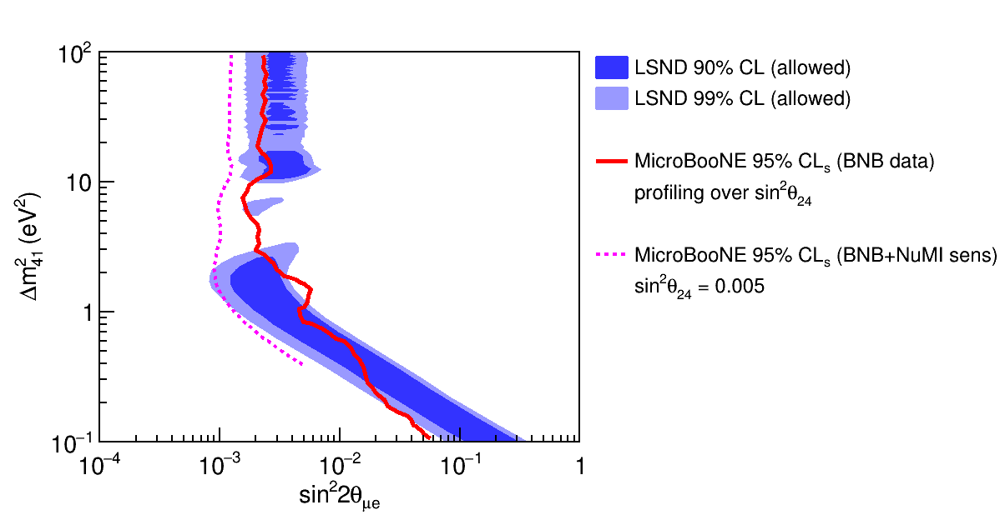 10²
10
1
10⁻¹
Δm²₄₁ (eV²)
10⁻⁴
10⁻³
10⁻²
10⁻¹
1
sin²2θμe
LSND 90% CL (allowed)
LSND 99% CL (allowed)
MicroBooNE 95% CLₛ (BNB data)
profiling over sin²θ₂₄
MicroBooNE 95% CLₛ (BNB+NuMI sens)
sin²θ₂₄ = 0.005